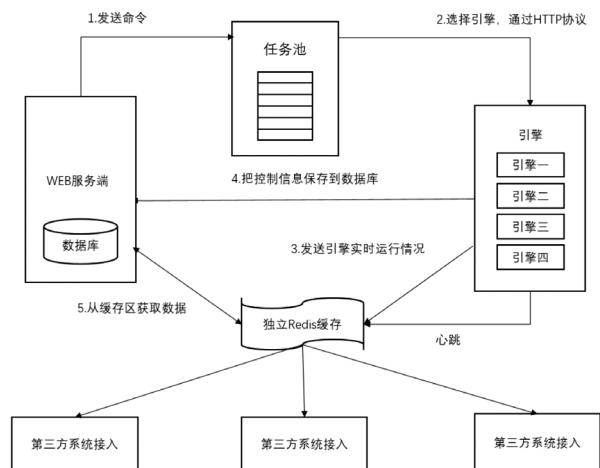 1.发送命令
2.选择引擎，通过HTTP协议
任务池
引擎
引擎一
引擎二
引擎三
引擎四
WEB服务端
数据库
4.把控制信息保存到数据库
3.发送引擎实时运行情况
5.从缓存区获取数据
独立Redis缓存
心跳
第三方系统接入
第三方系统接入
第三方系统接入